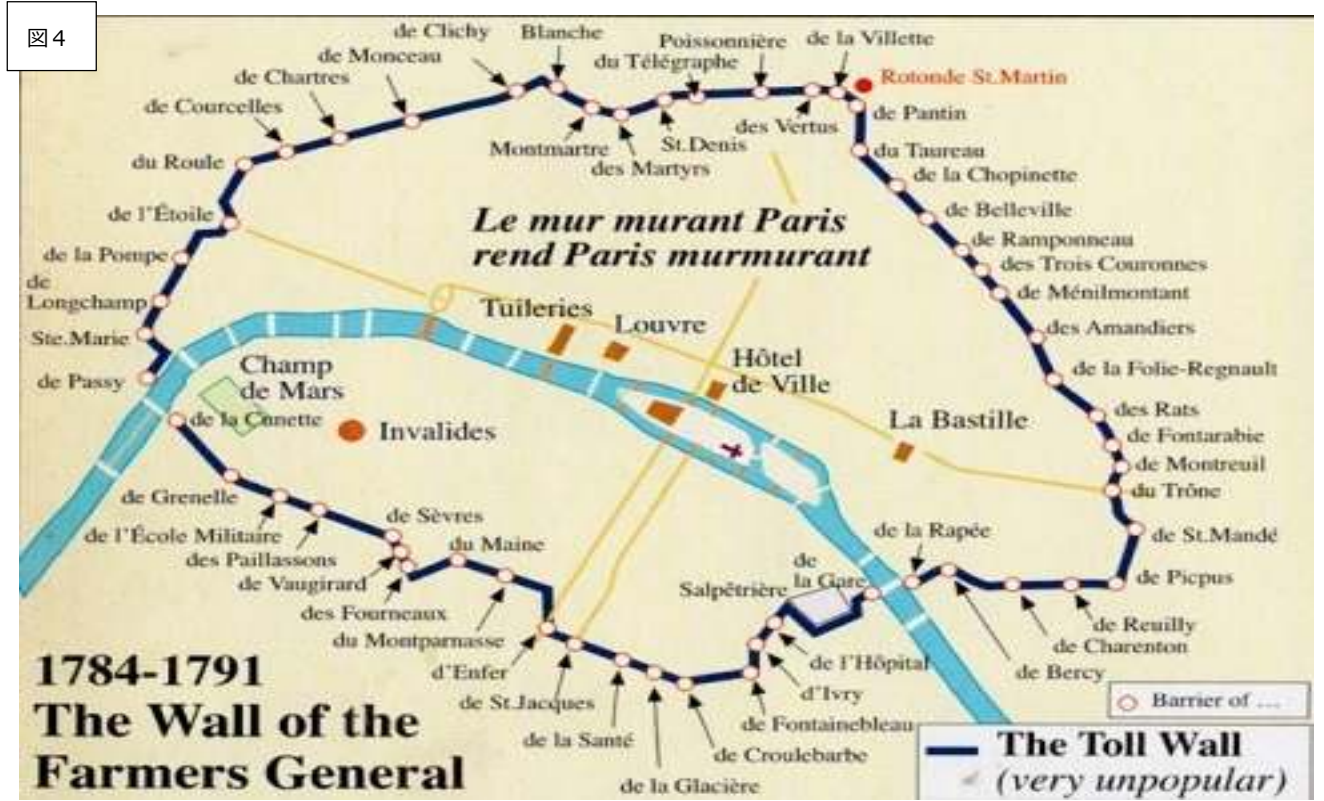 図4
de Clichy
Blanche
Poissonnière
de la Villette
de Monceau
du Télégraphe
de Chartres
Rotonde St.Martin
de Courcelles
de Pantin
des Vertus
St.Denis
Montmartre
des Martyrs
du Roule
du Taureau
de la Chopinette
de l'Étoile
de Belleville
Le mur murant Paris
rend Paris murmurant
de Ramponneau
de la Pompe
des Trois Couronnes
de
Longchamp
de Ménilmontant
Tuileries
Louvre
Ste.Marie
des Amandiers
Champ
de Mars
Hôtel
de Ville
de Passy
de la Folie-Regnault
de la Cunette
des Rats
La Bastille
Invalides
de Fontarabie
de Montreuil
du Trône
de Grenelle
de Sèvres
de la Rapée
de St.Mandé
de l'École Militaire
du Maine
des Paillassons
de
la Gare
de Picpus
de Vaugirard
Salpêtrière
des Fourneaux
de Reuilly
du Montparnasse
de Charenton
de l'Hôpital
d'Enfer
de Bercy
d'Ivry
de St.Jacques
de Fontainebleau
de la Santé
de Croulebarbe
de la Glacière
1784-1791
The Wall of the
Farmers General
Barrier of ...
The Toll Wall
(very unpopular)